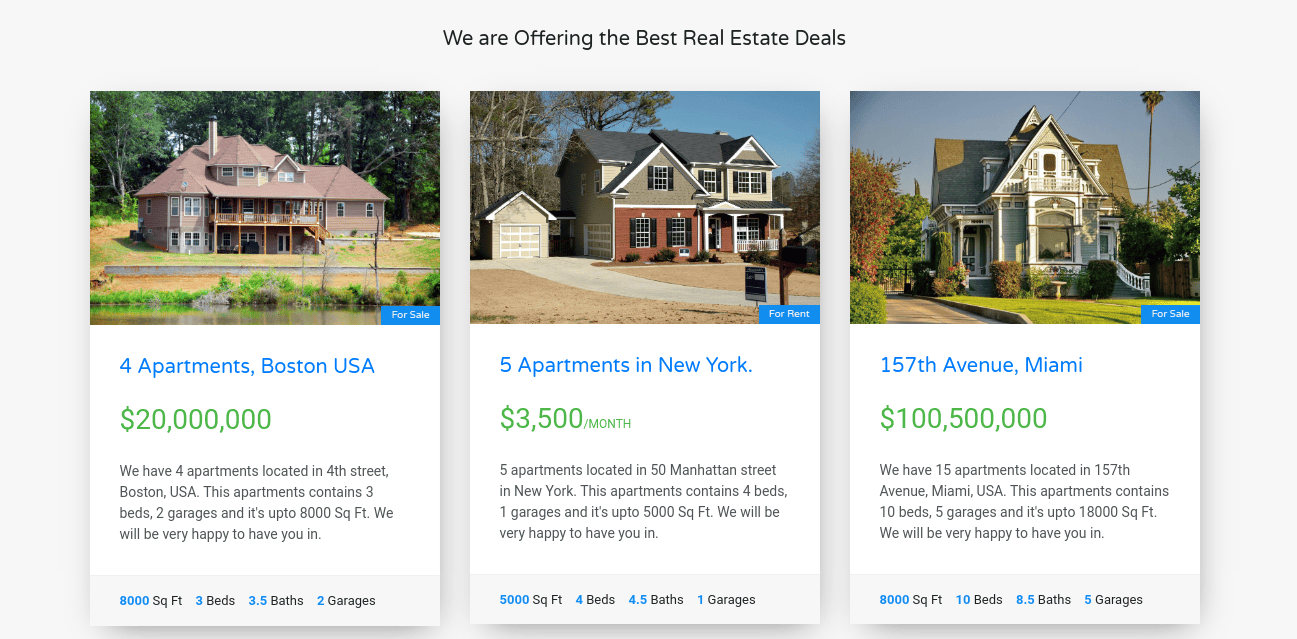 We are Offering the Best Real Estate Deals
For Sale
4 Apartments, Boston USA
$20,000,000
We have 4 apartments located in 4th street,
Boston, USA. This apartments contains 3
beds, 2 garages and it's upto 8000 Sq Ft. We
will be very happy to have you in.
8000 Sq Ft 3 Beds 3.5 Baths 2 Garages
For Rent
5 Apartments in New York.
$3,500/MONTH
5 apartments located in 50 Manhattan street
in New York. This apartments contains 4 beds,
1 garages and it's upto 5000 Sq Ft. We will be
very happy to have you in.
5000 Sq Ft 4 Beds 4.5 Baths 1 Garages
For Sale
157th Avenue, Miami
$100,500,000
We have 15 apartments located in 157th
Avenue, Miami, USA. This apartments contains
10 beds, 5 garages and it's upto 18000 Sq Ft.
We will be very happy to have you in.
8000 Sq Ft 10 Beds 8.5 Baths 5 Garages